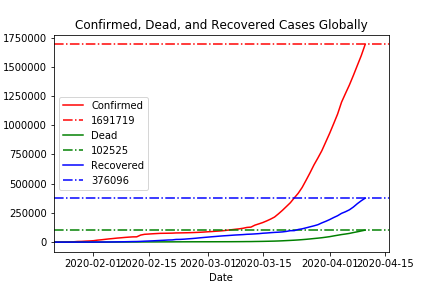 Confirmed, Dead, and Recovered Cases Globally
1750000
1500000
1250000
1000000
750000
500000
250000
0
Confirmed
1691719
Dead
102525
Recovered
376096
2020-02-01 2020-02-15 2020-03-01 2020-03-15 2020-04-01 2020-04-15
Date